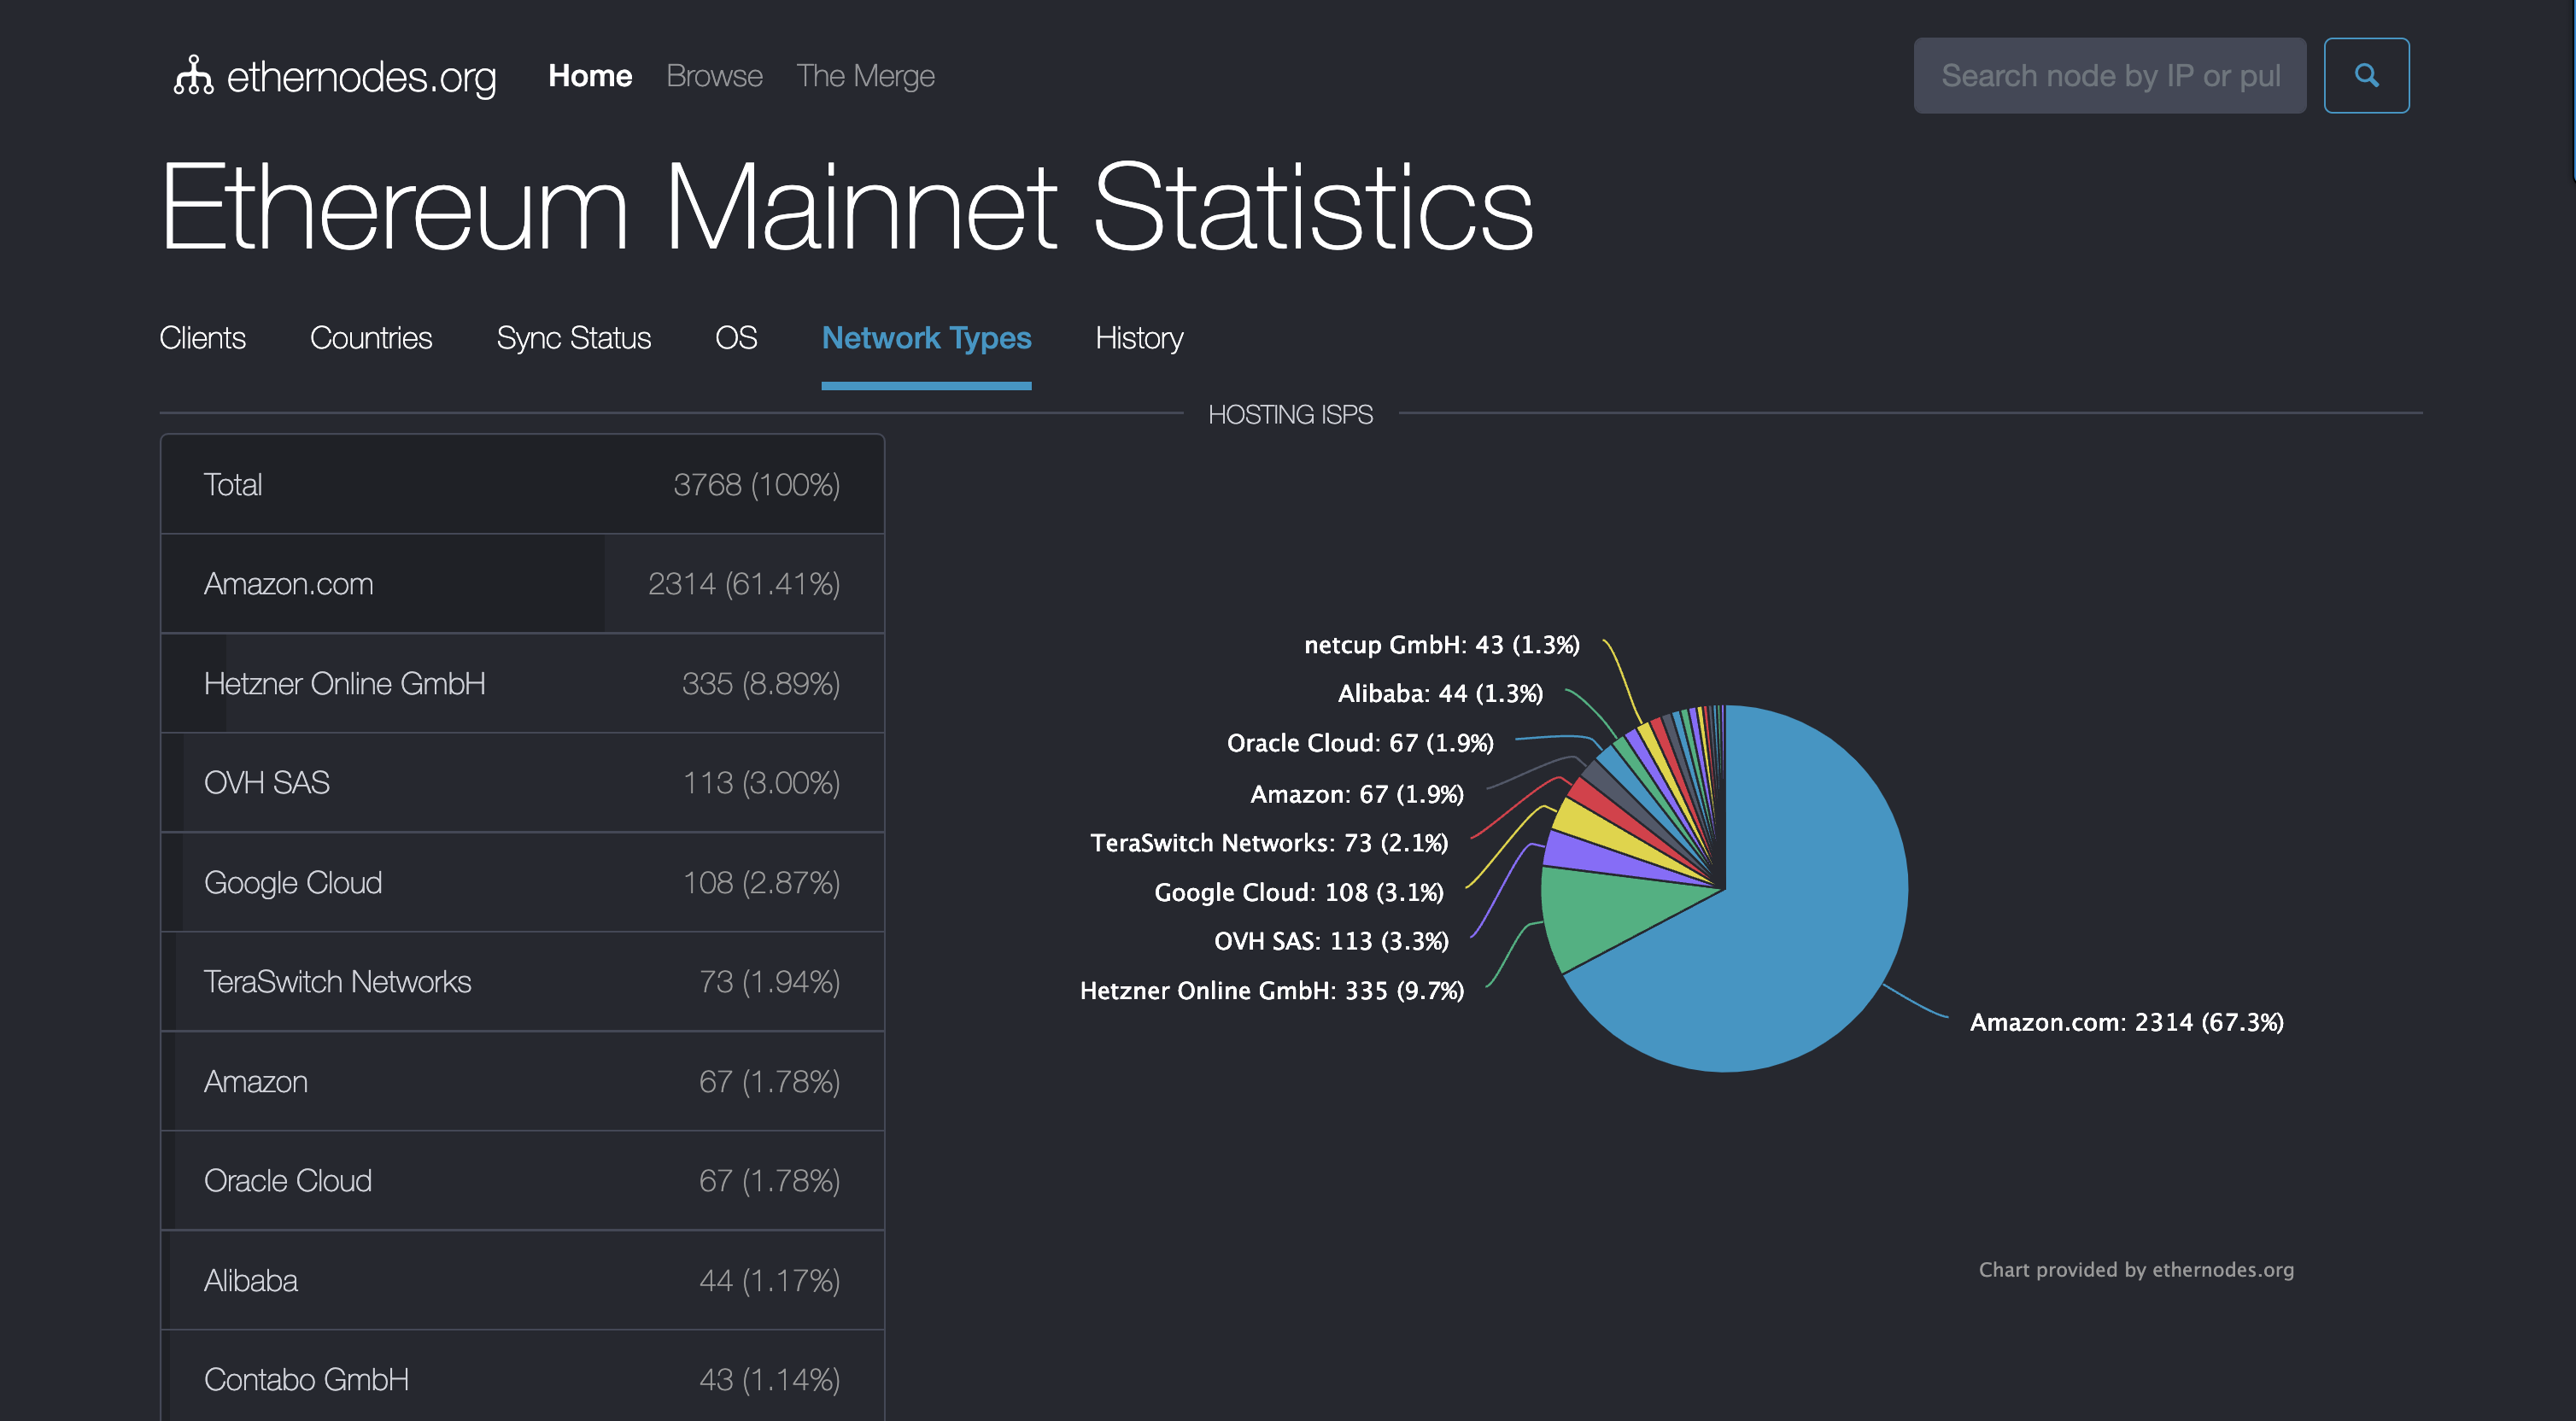 ethernodes.org Home Browse The Merge Search node by IP or pul
Ethereum Mainnet Statistics
Clients Countries Sync Status OS Network Types History
HOSTING ISPS
Total 3768 (100%)
Amazon.com 2314 (61.41%)
Hetzner Online GmbH 335 (8.89%)
OVH SAS 113 (3.00%)
Google Cloud 108 (2.87%)
TeraSwitch Networks 73 (1.94%)
Amazon 67 (1.78%)
Oracle Cloud 67 (1.78%)
Alibaba 44 (1.17%)
Contabo GmbH 43 (1.14%)
netcup GmbH: 43 (1.3%)
Alibaba: 44 (1.3%)
Oracle Cloud: 67 (1.9%)
Amazon: 67 (1.9%)
TeraSwitch Networks: 73 (2.1%)
Google Cloud: 108 (3.1%)
OVH SAS: 113 (3.3%)
Hetzner Online GmbH: 335 (9.7%)
Amazon.com: 2314 (67.3%)
Chart provided by ethernodes.org